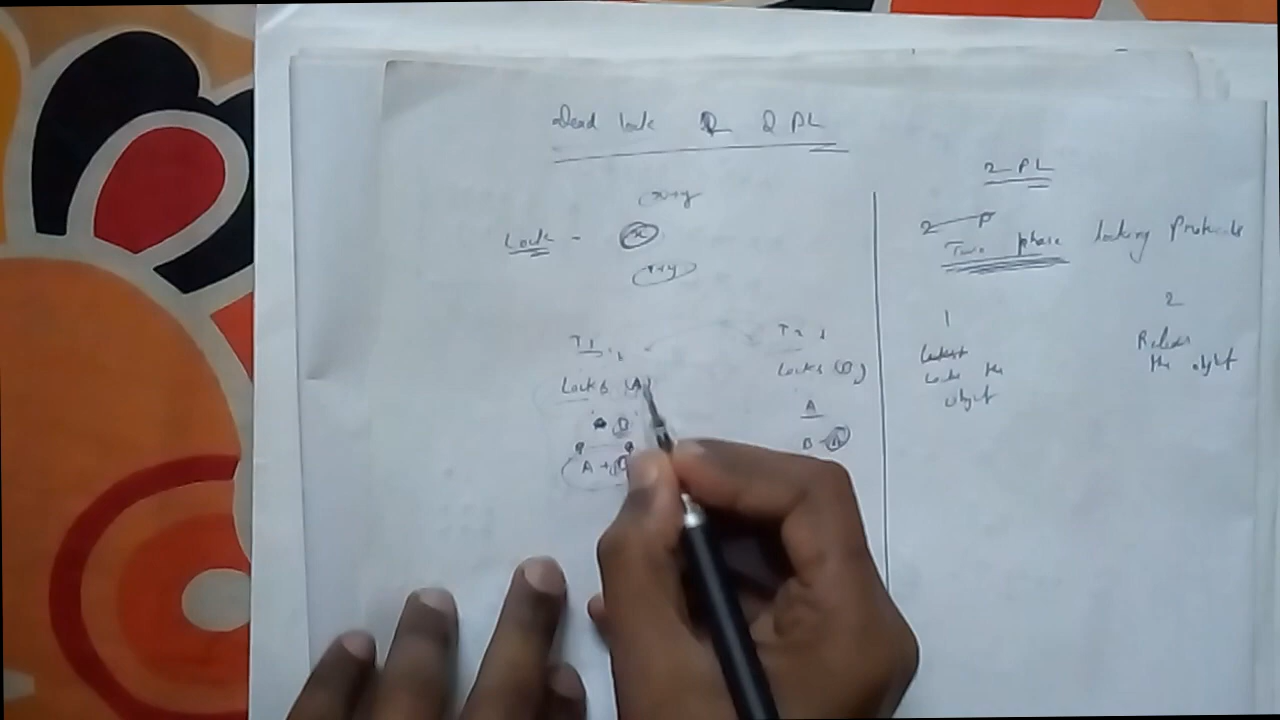 Dead lock & 2 PL
x+y
Lock - x
x+y
T1
Locks (A)
B
A +
T2
Locks (B)
A
B - A
2 PL
2 P
Two phase locking Protocols
1
Locks the
object
2
Release
the object